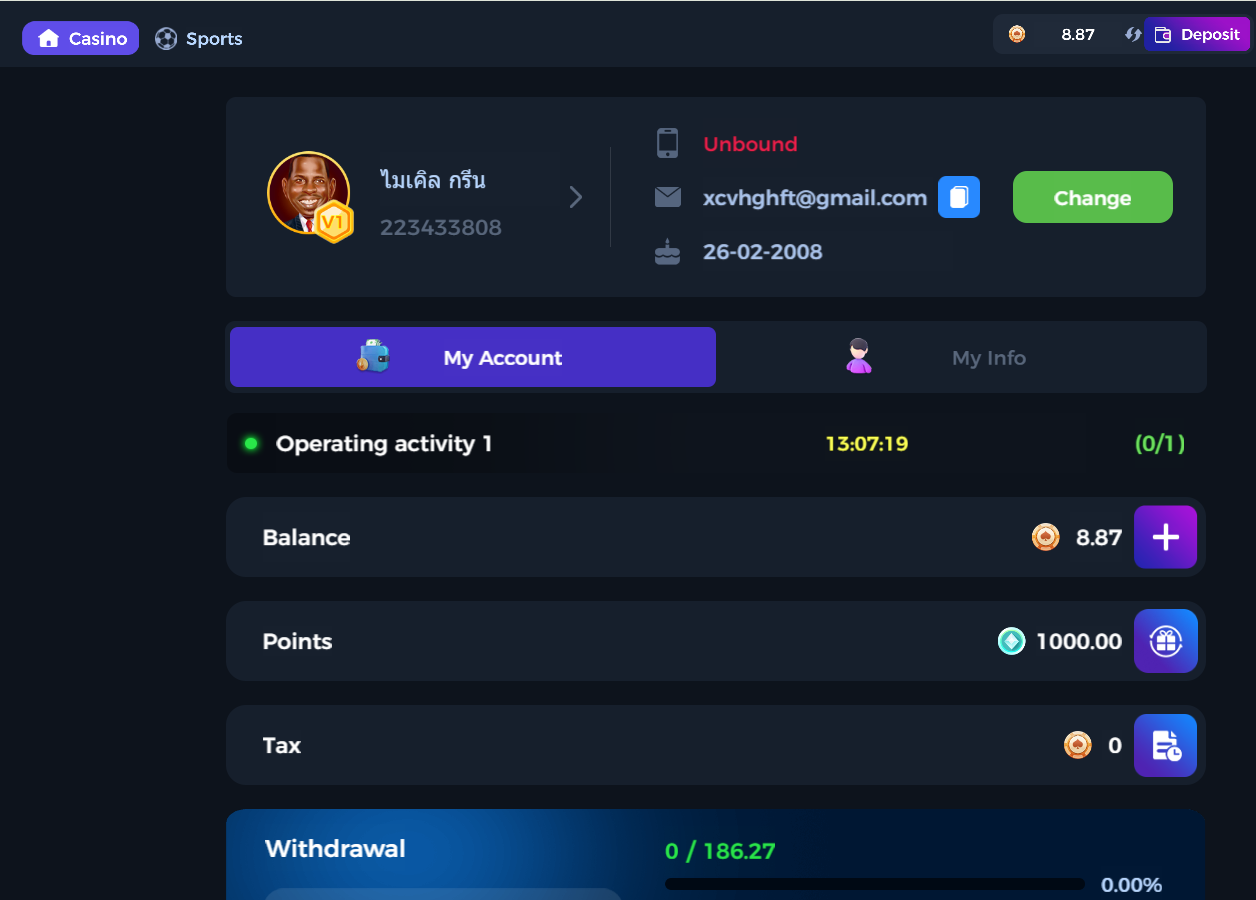 Casino
Sports
8.87
Deposit
ไมเคิล กรีน
V1
223433808
Unbound
xcvhghft@gmail.com
Change
26-02-2008
My Account
My Info
Operating activity 1
13:07:19
(0/1)
Balance
8.87
Points
1000.00
Tax
0
Withdrawal
0 / 186.27
0.00%